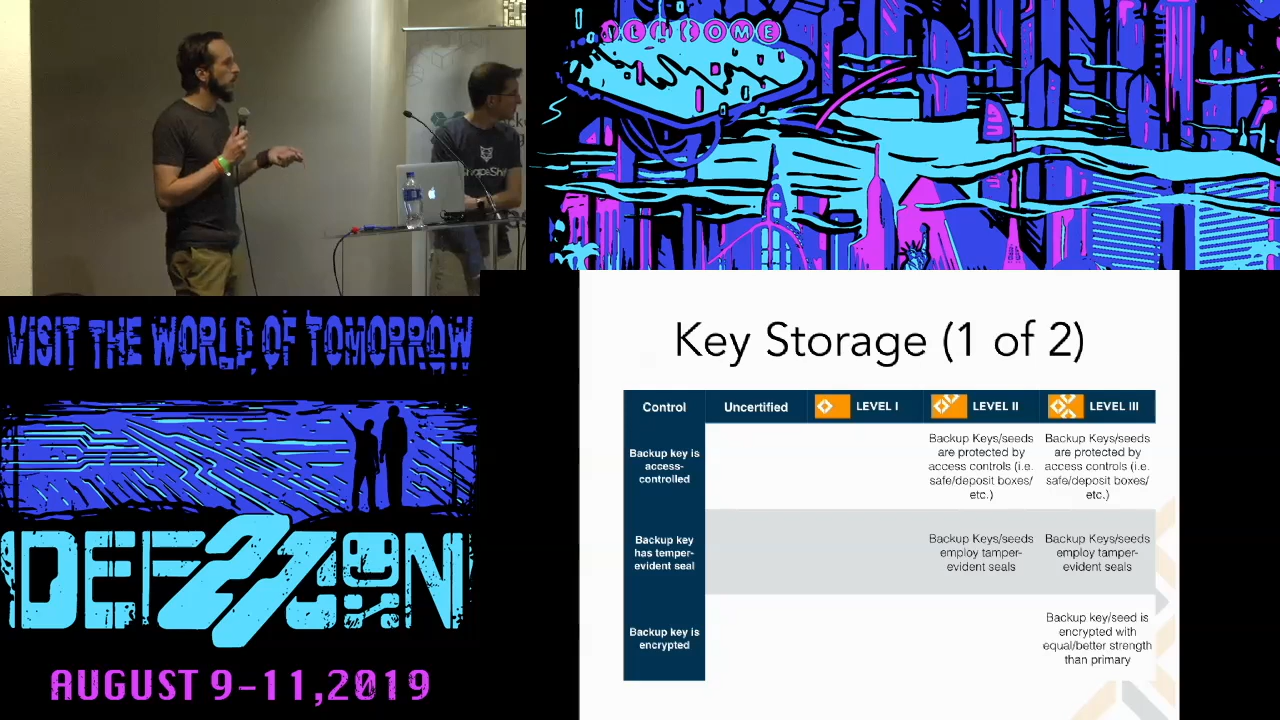 WELCOME
ShapeShift
VISIT THE WORLD OF TOMORROW
DEF 27 CON
AUGUST 9-11,2019
Key Storage (1 of 2)
Control Uncertified LEVEL I LEVEL II LEVEL III
Backup key is
access-
controlled
Backup Keys/seeds
are protected by
access controls (i.e.
safe/deposit boxes/
etc.)
Backup Keys/seeds
are protected by
access controls (i.e.
safe/deposit boxes/
etc.)
Backup key
has temper-
evident seal
Backup Keys/seeds
employ tamper-
evident seals
Backup Keys/seeds
employ tamper-
evident seals
Backup key is
encrypted
Backup key/seed is
encrypted with
equal/better strength
than primary